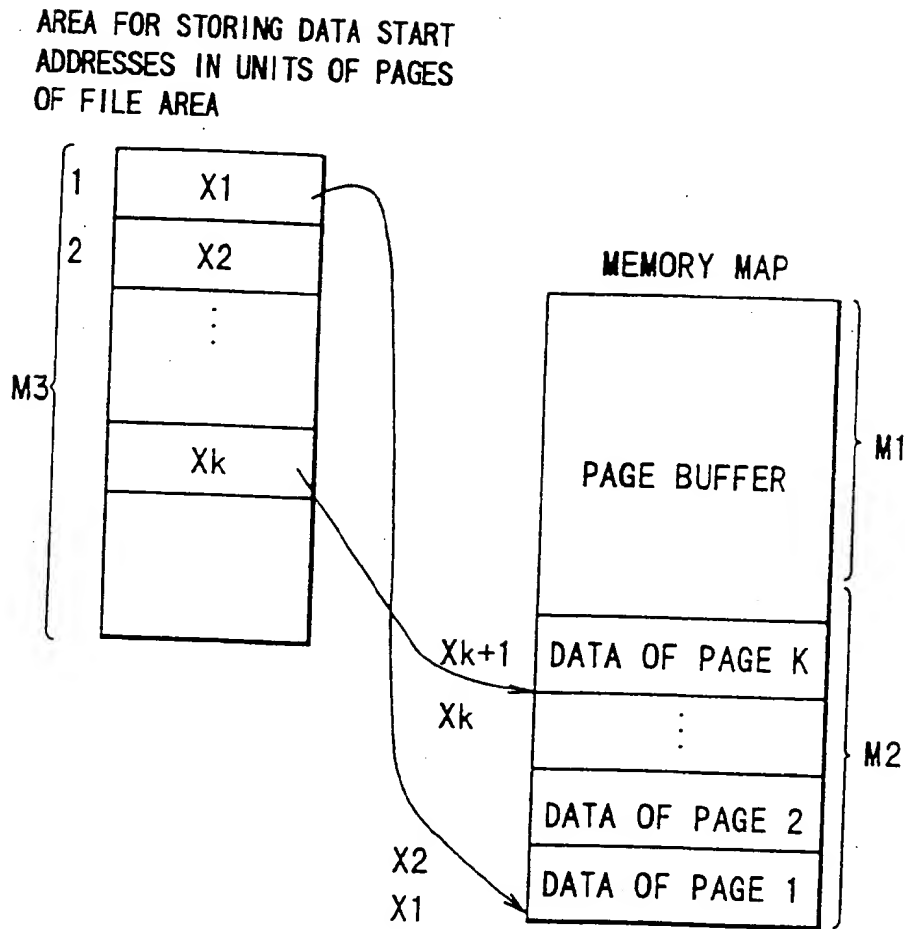 AREA FOR STORING DATA START
ADDRESSES IN UNITS OF PAGES
OF FILE AREA
1
X1
2
X2
⋮
M3
Xk
MEMORY MAP
PAGE BUFFER
M1
Xk+1
DATA OF PAGE K
Xk
⋮
M2
DATA OF PAGE 2
X2
DATA OF PAGE 1
X1